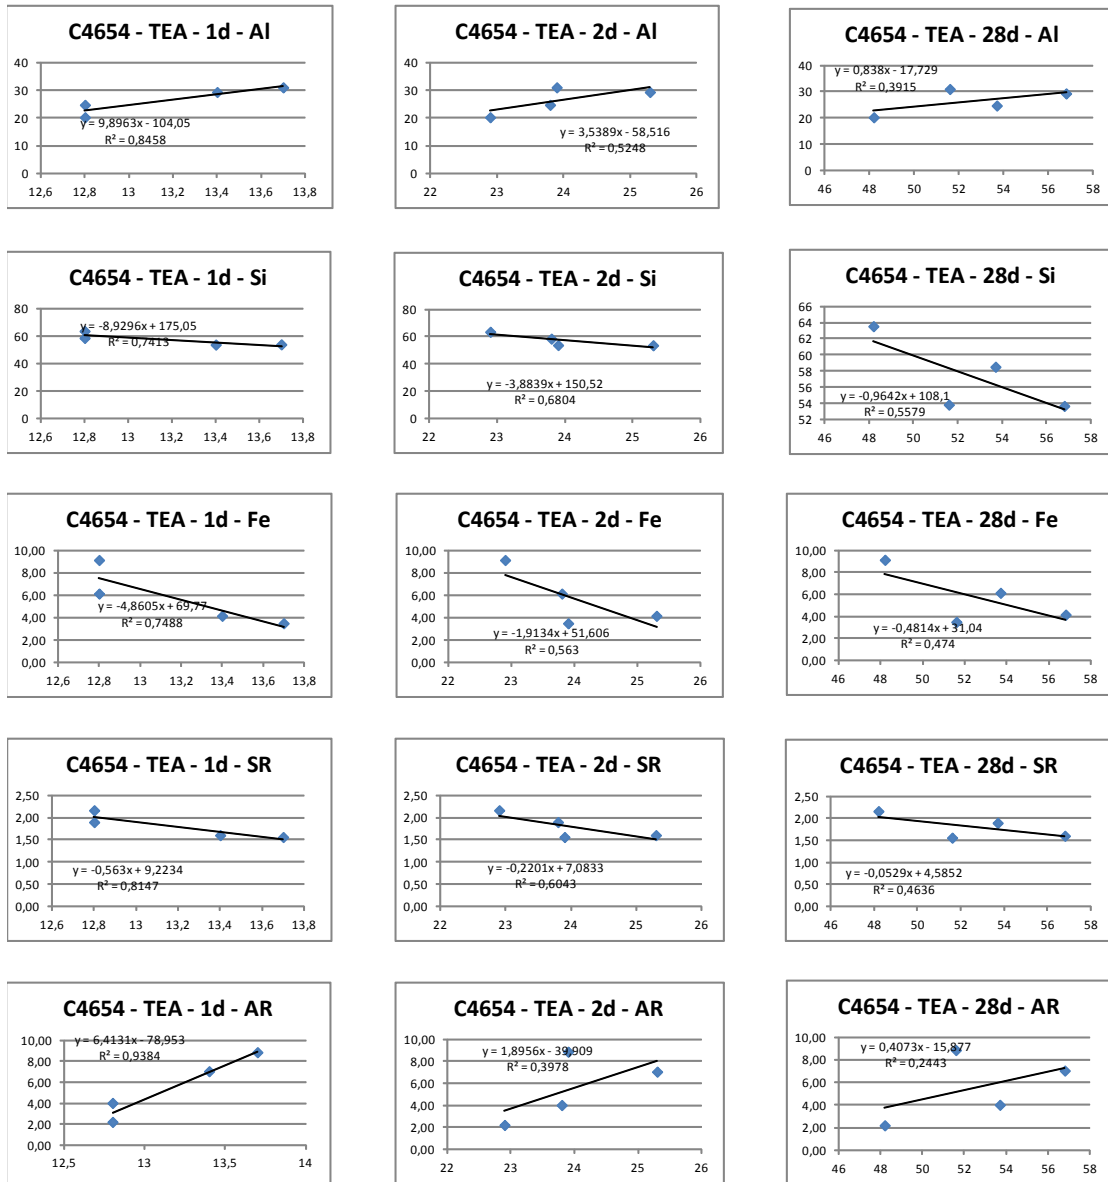 C4654 - TEA - 1d - Al
40
30
20
10
0
y = 9,8963x - 104,05
R² = 0,8458
12,6 12,8 13 13,2 13,4 13,6 13,8
C4654 - TEA - 2d - Al
40
30
20
10
0
y = 3,5389x - 58,516
R² = 0,5248
22 23 24 25 26
C4654 - TEA - 28d - Al
40
30
20
10
0
y = 0,838x - 17,729
R² = 0,3915
46 48 50 52 54 56 58
C4654 - TEA - 1d - Si
80
60
40
20
0
y = -8,9296x + 175,05
R² = 0,7413
12,6 12,8 13 13,2 13,4 13,6 13,8
C4654 - TEA - 2d - Si
80
60
40
20
0
y = -3,8839x + 150,52
R² = 0,6804
22 23 24 25 26
C4654 - TEA - 28d - Si
66
64
62
60
58
56
54
52
y = -0,9642x + 108,1
R² = 0,5579
46 48 50 52 54 56 58
C4654 - TEA - 1d - Fe
10,00
8,00
6,00
4,00
2,00
0,00
y = -4,8605x + 69,77
R² = 0,7488
12,6 12,8 13 13,2 13,4 13,6 13,8
C4654 - TEA - 2d - Fe
10,00
8,00
6,00
4,00
2,00
0,00
y = -1,9134x + 51,606
R² = 0,563
22 23 24 25 26
C4654 - TEA - 28d - Fe
10,00
8,00
6,00
4,00
2,00
0,00
y = -0,4814x + 31,04
R² = 0,474
46 48 50 52 54 56 58
C4654 - TEA - 1d - SR
2,50
2,00
1,50
1,00
0,50
0,00
y = -0,563x + 9,2234
R² = 0,8147
12,6 12,8 13 13,2 13,4 13,6 13,8
C4654 - TEA - 2d - SR
2,50
2,00
1,50
1,00
0,50
0,00
y = -0,2201x + 7,0833
R² = 0,6043
22 23 24 25 26
C4654 - TEA - 28d - SR
2,50
2,00
1,50
1,00
0,50
0,00
y = -0,0529x + 4,5852
R² = 0,4636
46 48 50 52 54 56 58
C4654 - TEA - 1d - AR
10,00
8,00
6,00
4,00
2,00
0,00
y = 6,4131x - 78,953
R² = 0,9384
12,5 13 13,5 14
C4654 - TEA - 2d - AR
10,00
8,00
6,00
4,00
2,00
0,00
y = 1,8956x - 39,909
R² = 0,3978
22 23 24 25 26
C4654 - TEA - 28d - AR
10,00
8,00
6,00
4,00
2,00
0,00
y = 0,4073x - 15,877
R² = 0,2443
46 48 50 52 54 56 58